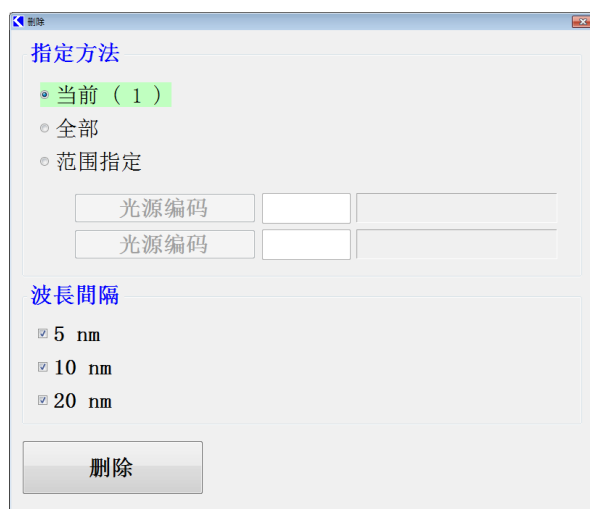 删除
指定方法
当前 ( 1 )
全部
范围指定
光源编码
光源编码
波長間隔
5 nm
10 nm
20 nm
删除